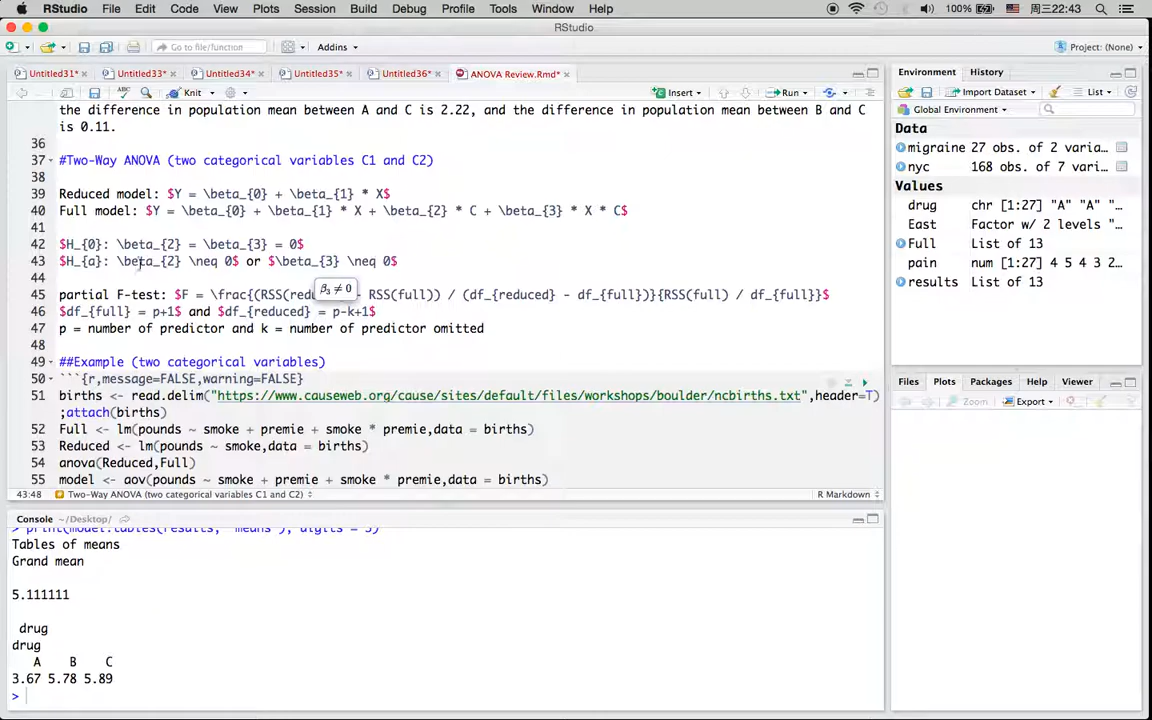 RStudio File Edit Code View Plots Session Build Debug Profile Tools Window Help 100% 周三22:43
RStudio
Go to file/function Addins Project: (None)
Untitled31* Untitled33* Untitled34* Untitled35* Untitled36* ANOVA Review.Rmd*
Knit Insert Run
the difference in population mean between A and C is 2.22, and the difference in population mean between B and C
is 0.11.
36
37 #Two-Way ANOVA (two categorical variables C1 and C2)
38
39 Reduced model: $Y = \beta_{0} + \beta_{1} * X$
40 Full model: $Y = \beta_{0} + \beta_{1} * X + \beta_{2} * C + \beta_{3} * X * C$
41
42 $H_{0}: \beta_{2} = \beta_{3} = 0$
43 $H_{a}: \beta_{2} \neq 0$ or $\beta_{3} \neq 0$
44
β3 ≠ 0
45 partial F-test: $F = \frac{(RSS(redu - RSS(full)) / (df_{reduced} - df_{full})}{RSS(full) / df_{full}}$
46 $df_{full} = p+1$ and $df_{reduced} = p-k+1$
47 p = number of predictor and k = number of predictor omitted
48
49 ##Example (two categorical variables)
50 ```{r,message=FALSE,warning=FALSE}
51 births <- read.delim("https://www.causeweb.org/cause/sites/default/files/workshops/boulder/ncbirths.txt",header=T)
;attach(births)
52 Full <- lm(pounds ~ smoke + premie + smoke * premie,data = births)
53 Reduced <- lm(pounds ~ smoke,data = births)
54 anova(Reduced,Full)
55 model <- aov(pounds ~ smoke + premie + smoke * premie,data = births)
43:48 Two-Way ANOVA (two categorical variables C1 and C2) R Markdown
Console ~/Desktop/
> print(model.tables(results, "means"), digits = 3)
Tables of means
Grand mean
5.111111
drug
drug
A B C
3.67 5.78 5.89
>
Environment History
Import Dataset List
Global Environment
Data
migraine 27 obs. of 2 varia…
nyc 168 obs. of 7 vari…
Values
drug chr [1:27] "A" "A" "…
East Factor w/ 2 levels "…
Full List of 13
pain num [1:27] 4 5 4 3 2…
results List of 13
Files Plots Packages Help Viewer
Zoom Export